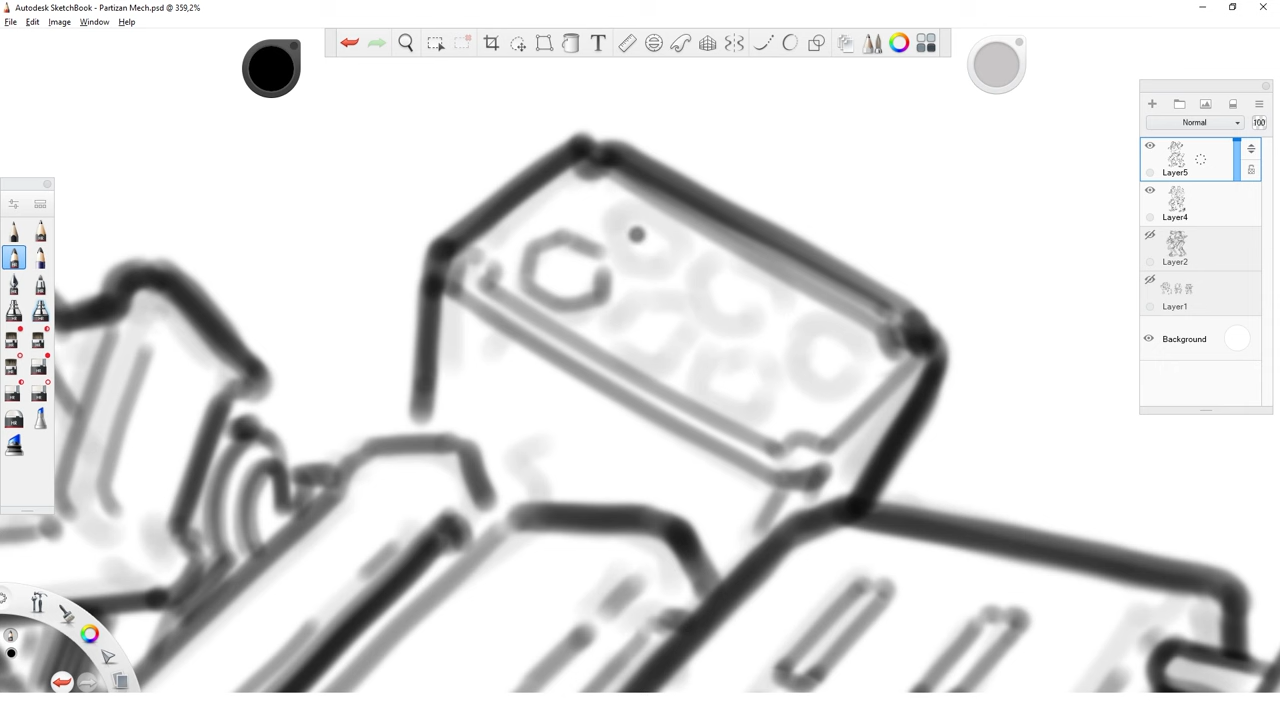 Autodesk SketchBook - Partizan Mech.psd @ 359,2%
File Edit Image Window Help
Normal 100
Layer5
Layer4
Layer2
Layer1
Background